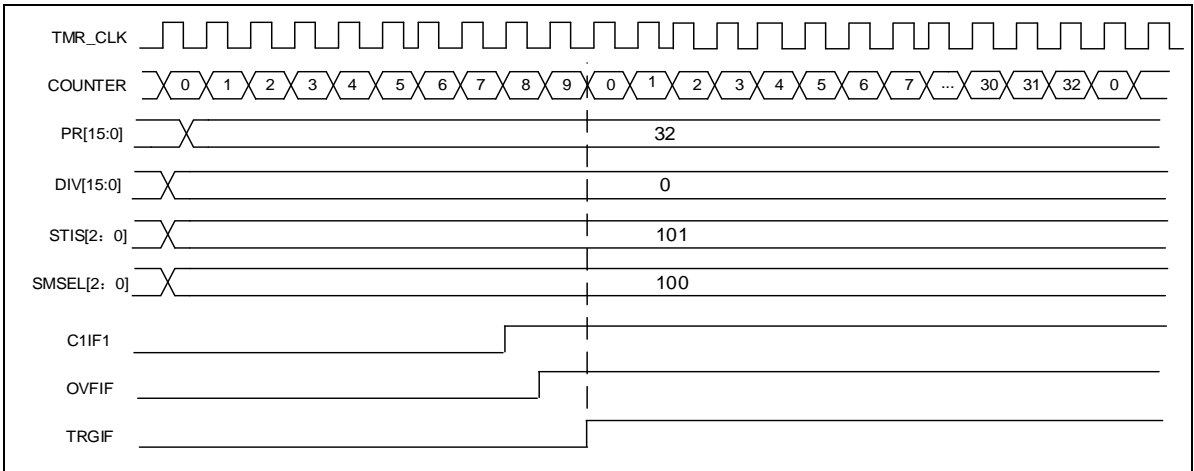 TMR_CLK
COUNTER 0 1 2 3 4 5 6 7 8 9 0 1 2 3 4 5 6 7 ... 30 31 32 0
PR[15:0] 32
DIV[15:0] 0
STIS[2：0] 101
SMSEL[2：0] 100
C1IF1
OVFIF
TRGIF